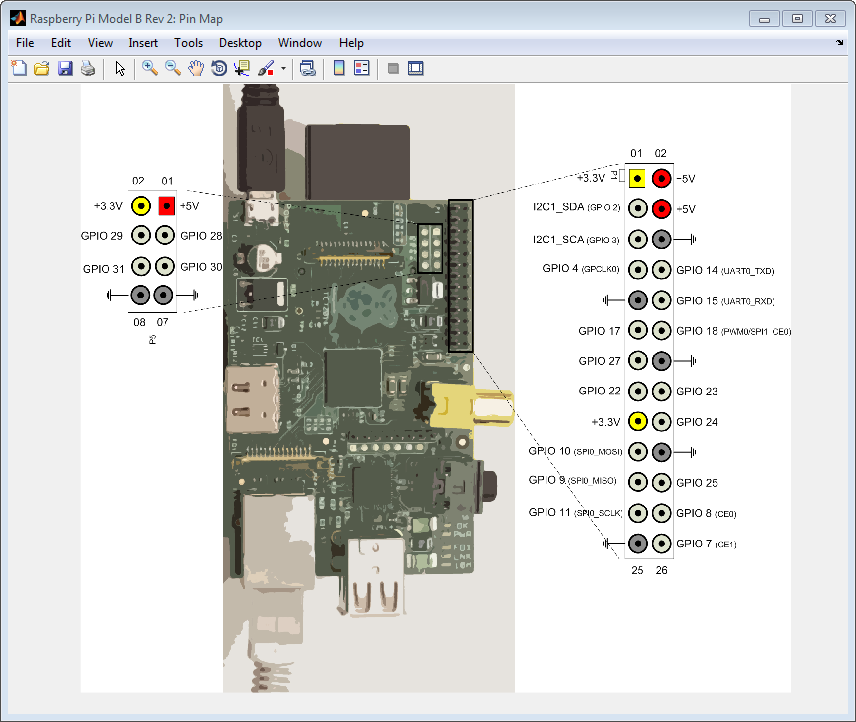 Raspberry Pi Model B Rev 2: Pin Map
File Edit View Insert Tools Desktop Window Help
02 01
+3.3V +5V
GPIO 29 GPIO 28
GPIO 31 GPIO 30
08 07
01 02
+3.3V +5V
I2C1_SDA (GPIO 2) +5V
I2C1_SCA (GPIO 3)
GPIO 4 (GPCLK0) GPIO 14 (UART0_TXD)
GPIO 15 (UART0_RXD)
GPIO 17 GPIO 18 (PWM0/SPI1_CE0)
GPIO 27
GPIO 22 GPIO 23
+3.3V GPIO 24
GPIO 10 (SPI0_MOSI)
GPIO 9 (SPI0_MISO) GPIO 25
GPIO 11 (SPI0_SCLK) GPIO 8 (CE0)
GPIO 7 (CE1)
25 26